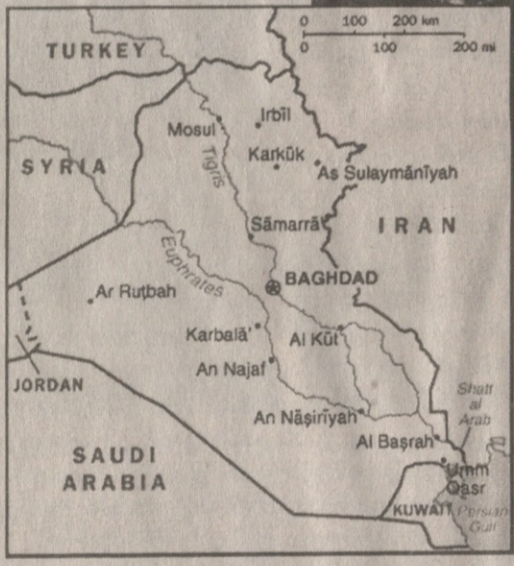 0 100 200 km
0 100 200 mi
TURKEY
Irbīl
Mosul
Karkūk
As Sulaymānīyah
SYRIA
Tigris
Sāmarrā'
IRAN
Euphrates
BAGHDAD
Ar Ruṭbah
Karbalā'
Al Kūt
An Najaf
JORDAN
Shatt
al
Arab
An Nāṣirīyah
Al Baṣrah
SAUDI
ARABIA
Umm
Qasr
KUWAIT
Persian
Gulf